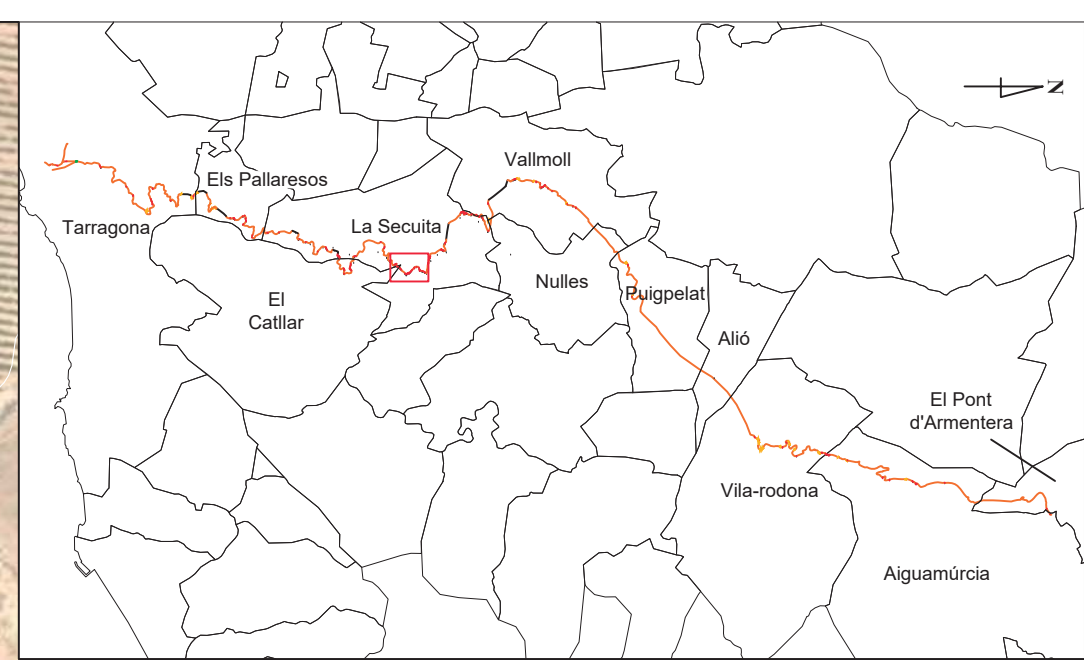 N
Vallmoll
Els Pallaresos
Tarragona
La Secuita
Nulles
El
Catllar
Puigpelat
Alió
El Pont
d'Armentera
Vila-rodona
Aiguamúrcia